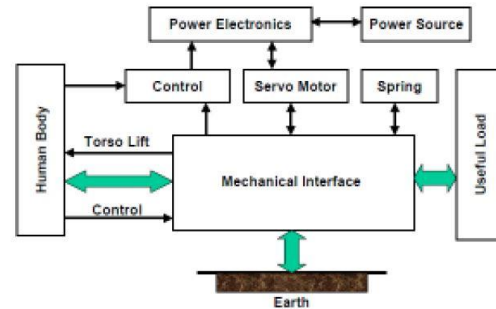 Power Electronics
Power Source
Control
Servo Motor
Spring
Human Body
Torso Lift
Mechanical Interface
Control
Useful Load
Earth